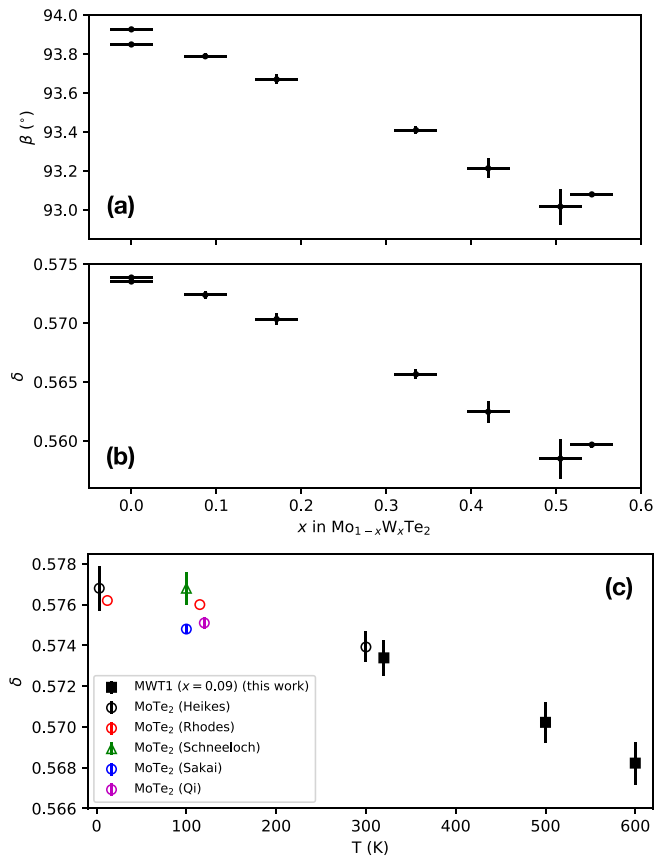 94.0
93.8
93.6
93.4
93.2
93.0
β (°)
(a)
0.575
0.570
0.565
0.560
δ
(b)
0.0 0.1 0.2 0.3 0.4 0.5 0.6
x in Mo₁₋ₓWₓTe₂
0.578
0.576
0.574
0.572
0.570
0.568
0.566
δ
(c)
MWT1 (x = 0.09) (this work)
MoTe₂ (Heikes)
MoTe₂ (Rhodes)
MoTe₂ (Schneeloch)
MoTe₂ (Sakai)
MoTe₂ (Qi)
0 100 200 300 400 500 600
T (K)